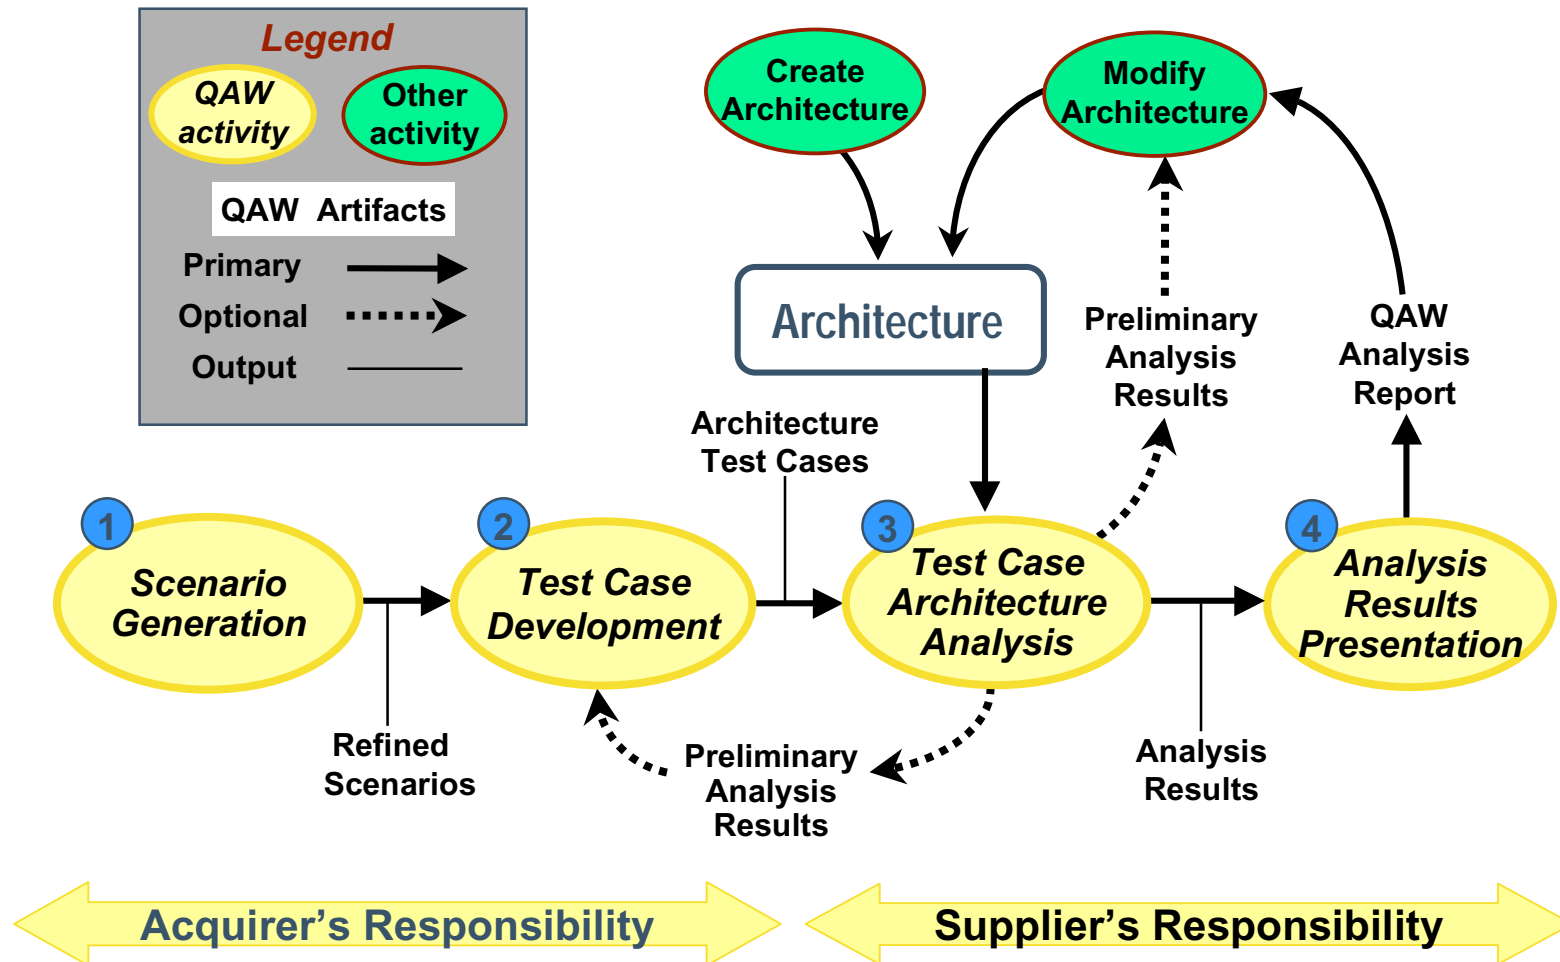 Legend
QAW
activity
Other
activity
QAW Artifacts
Primary
Optional
Output
Create
Architecture
Modify
Architecture
Architecture
Preliminary
Analysis
Results
QAW
Analysis
Report
Architecture
Test Cases
1
Scenario
Generation
2
Test Case
Development
3
Test Case
Architecture
Analysis
4
Analysis
Results
Presentation
Refined
Scenarios
Preliminary
Analysis
Results
Analysis
Results
Acquirer’s Responsibility
Supplier’s Responsibility